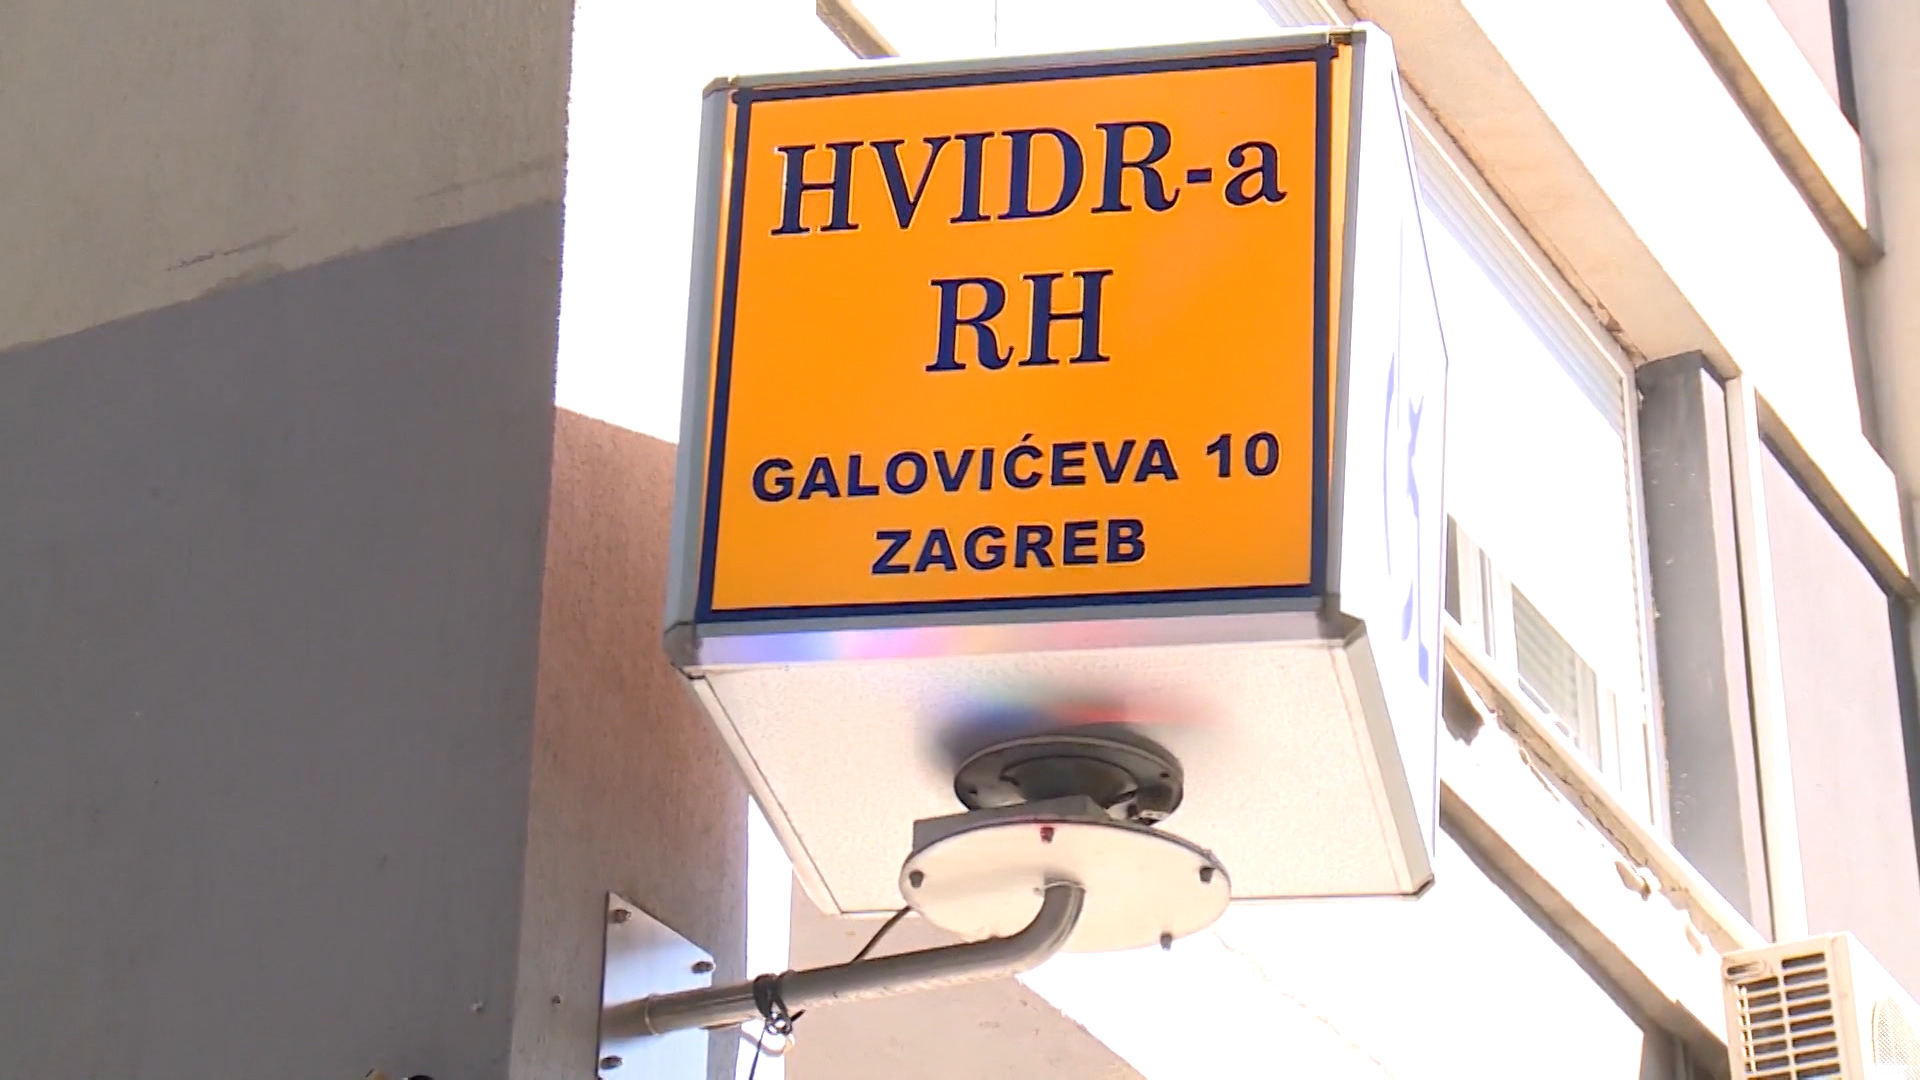 HVIDR-a
RH
GALOVIĆEVA 10
ZAGREB